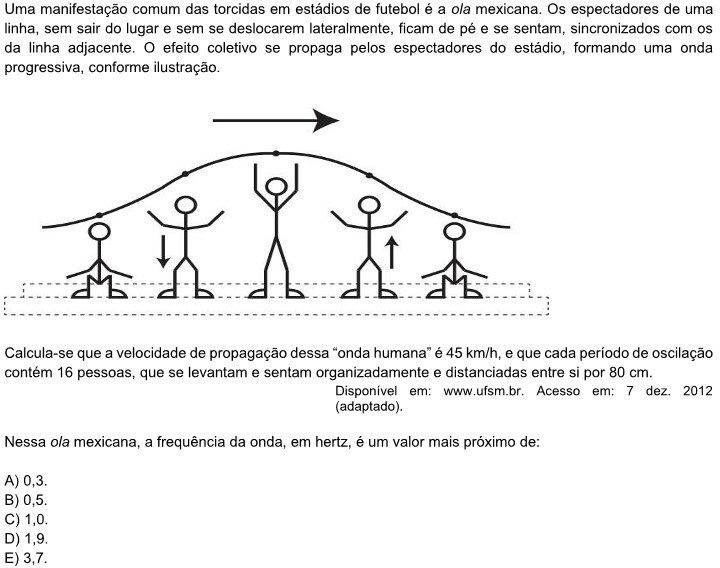 Uma manifestação comum das torcidas em estádios de futebol é a ola mexicana. Os espectadores de uma
linha, sem sair do lugar e sem se deslocarem lateralmente, ficam de pé e se sentam, sincronizados com os
da linha adjacente. O efeito coletivo se propaga pelos espectadores do estádio, formando uma onda
progressiva, conforme ilustração.
Calcula-se que a velocidade de propagação dessa “onda humana” é 45 km/h, e que cada período de oscilação
contém 16 pessoas, que se levantam e sentam organizadamente e distanciadas entre si por 80 cm.
Disponível em: www.ufsm.br. Acesso em: 7 dez. 2012
(adaptado).
Nessa ola mexicana, a frequência da onda, em hertz, é um valor mais próximo de:
A) 0,3.
B) 0,5.
C) 1,0.
D) 1,9.
E) 3,7.